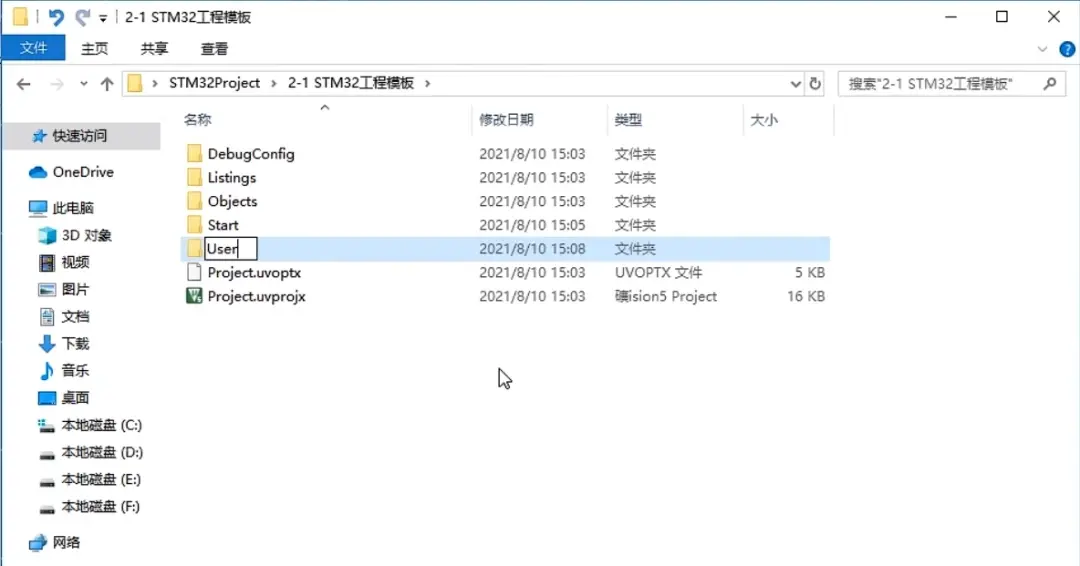 2-1 STM32工程模板
文件 主页 共享 查看
STM32Project 2-1 STM32工程模板 搜索"2-1 STM32工程模板"
名称 修改日期 类型 大小
快速访问
OneDrive
此电脑
3D 对象
视频
图片
文档
下载
音乐
桌面
本地磁盘 (C:)
本地磁盘 (D:)
本地磁盘 (E:)
本地磁盘 (F:)
网络
DebugConfig 2021/8/10 15:03 文件夹
Listings 2021/8/10 15:03 文件夹
Objects 2021/8/10 15:03 文件夹
Start 2021/8/10 15:05 文件夹
User 2021/8/10 15:08 文件夹
Project.uvoptx 2021/8/10 15:03 UVOPTX 文件 5 KB
Project.uvprojx 2021/8/10 15:03 礦ision5 Project 16 KB